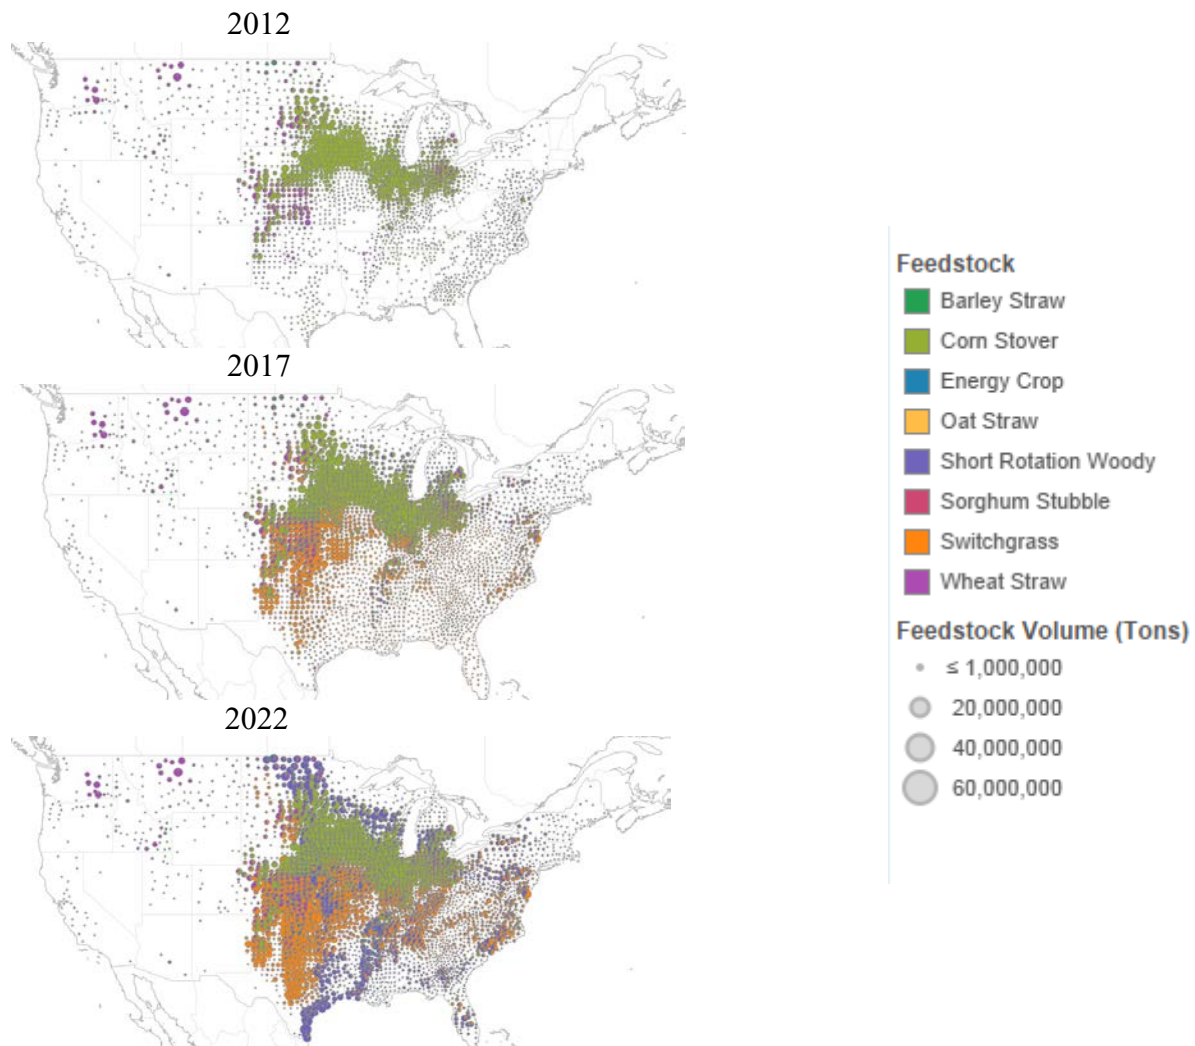 2012
2017
2022
Feedstock
Barley Straw
Corn Stover
Energy Crop
Oat Straw
Short Rotation Woody
Sorghum Stubble
Switchgrass
Wheat Straw
Feedstock Volume (Tons)
≤ 1,000,000
20,000,000
40,000,000
60,000,000